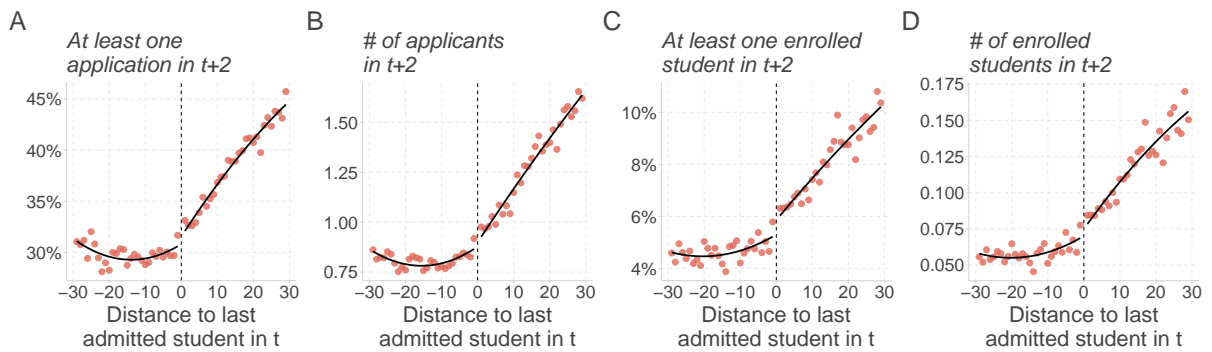 A
At least one
application in t+2
45%
40%
35%
30%
−30 −20 −10 0 10 20 30
Distance to last
admitted student in t
B
# of applicants
in t+2
1.50
1.25
1.00
0.75
−30 −20 −10 0 10 20 30
Distance to last
admitted student in t
C
At least one enrolled
student in t+2
10%
8%
6%
4%
−30 −20 −10 0 10 20 30
Distance to last
admitted student in t
D
# of enrolled
students in t+2
0.175
0.150
0.125
0.100
0.075
0.050
−30 −20 −10 0 10 20 30
Distance to last
admitted student in t